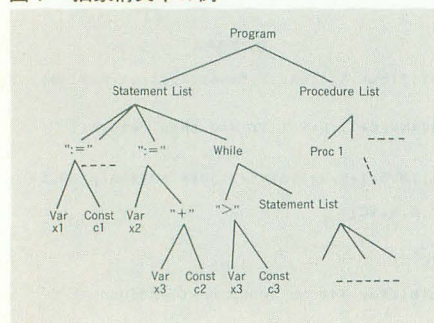 Program
Statement List Procedure List
":=" ":=" While Proc 1
Var x1 Const c1 Var x2 "+" ">" Statement List
Var x3 Const c2 Var x3 Const c3